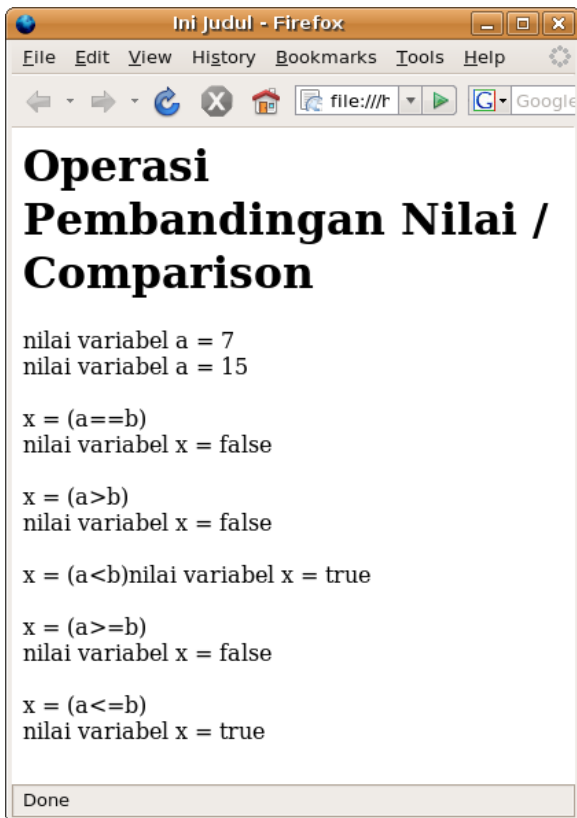 Ini Judul - Firefox
File Edit View History Bookmarks Tools Help
file:///h G Google
Operasi
Pembandingan Nilai /
Comparison
nilai variabel a = 7
nilai variabel a = 15
x = (a==b)
nilai variabel x = false
x = (a>b)
nilai variabel x = false
x = (a<b)nilai variabel x = true
x = (a>=b)
nilai variabel x = false
x = (a<=b)
nilai variabel x = true
Done